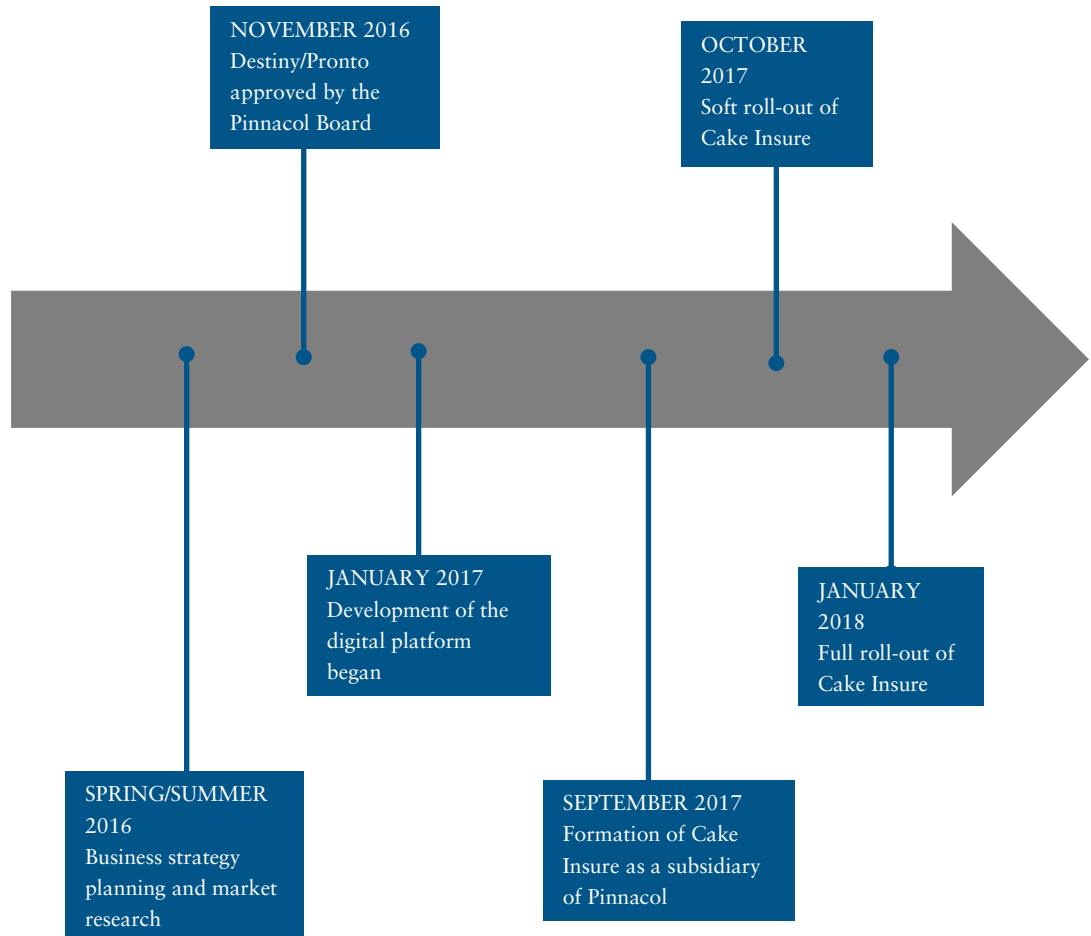 NOVEMBER 2016
Destiny/Pronto
approved by the
Pinnacol Board
OCTOBER
2017
Soft roll-out of
Cake Insure
JANUARY 2017
Development of the
digital platform
began
JANUARY
2018
Full roll-out of
Cake Insure
SPRING/SUMMER
2016
Business strategy
planning and market
research
SEPTEMBER 2017
Formation of Cake
Insure as a subsidiary
of Pinnacol